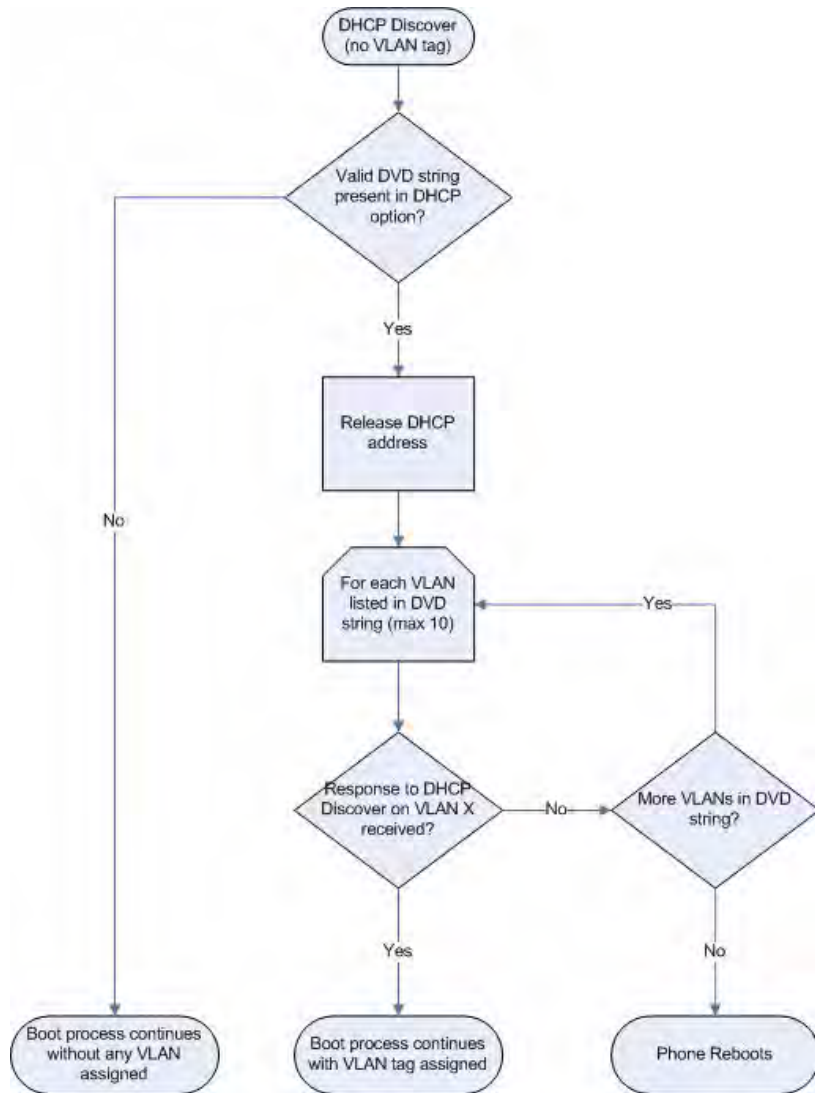 DHCP Discover
(no VLAN tag)
Valid DVD string
present in DHCP
option?
Yes
Release DHCP
address
No
For each VLAN
listed in DVD
string (max 10)
Yes
Response to DHCP
Discover on VLAN X
received?
No
More VLANs in DVD
string?
Yes
No
Boot process continues
without any VLAN
assigned
Boot process continues
with VLAN tag assigned
Phone Reboots